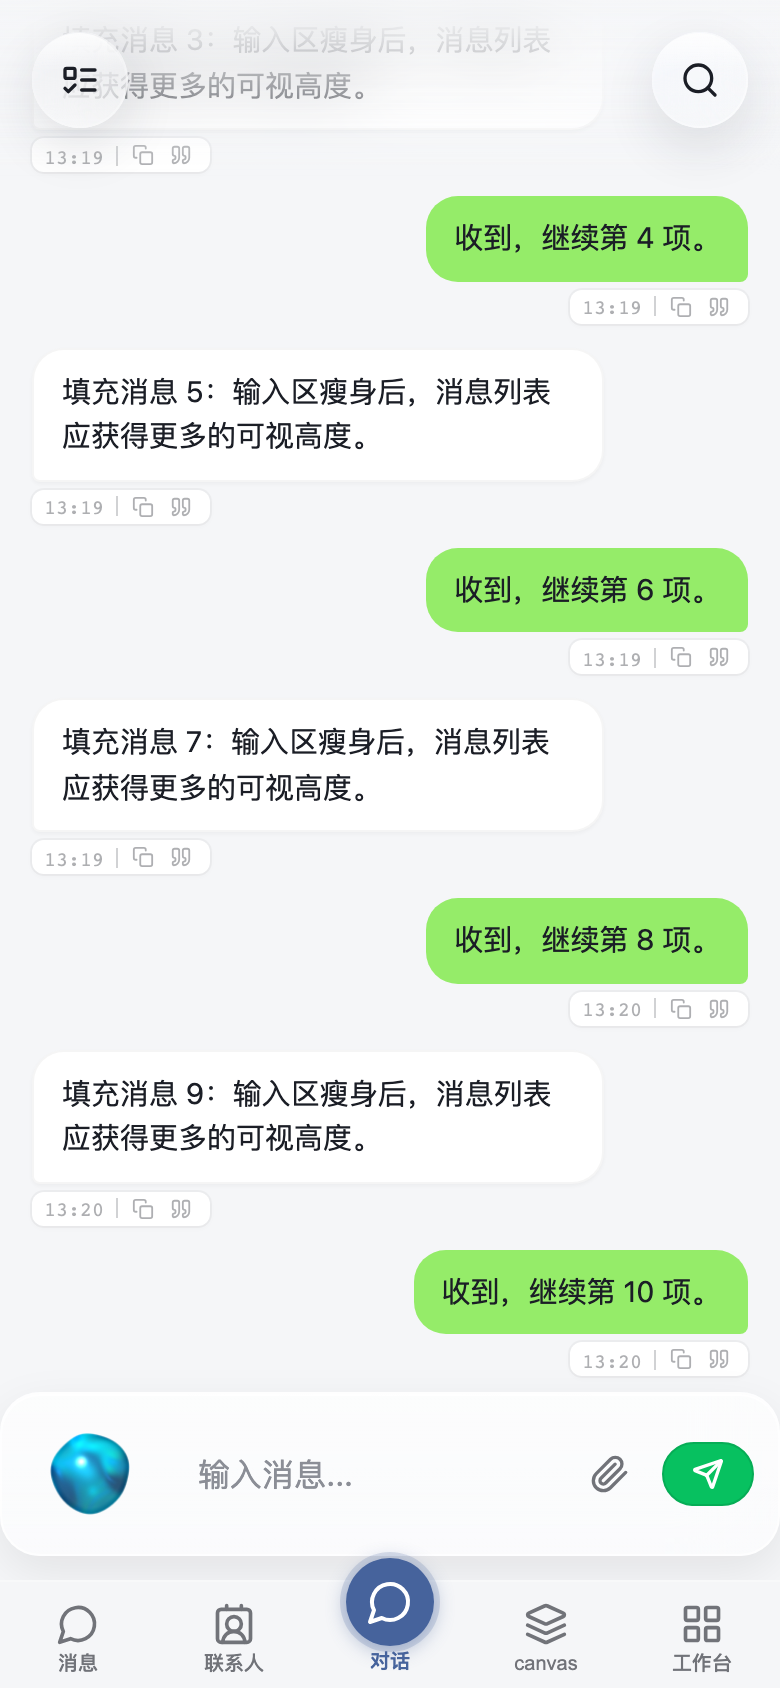 填充消息 3：输入区瘦身后，消息列表
应获得更多的可视高度。
13:19
收到，继续第 4 项。
13:19
填充消息 5：输入区瘦身后，消息列表
应获得更多的可视高度。
13:19
收到，继续第 6 项。
13:19
填充消息 7：输入区瘦身后，消息列表
应获得更多的可视高度。
13:19
收到，继续第 8 项。
13:20
填充消息 9：输入区瘦身后，消息列表
应获得更多的可视高度。
13:20
收到，继续第 10 项。
13:20
输入消息...
消息 联系人 对话 canvas 工作台